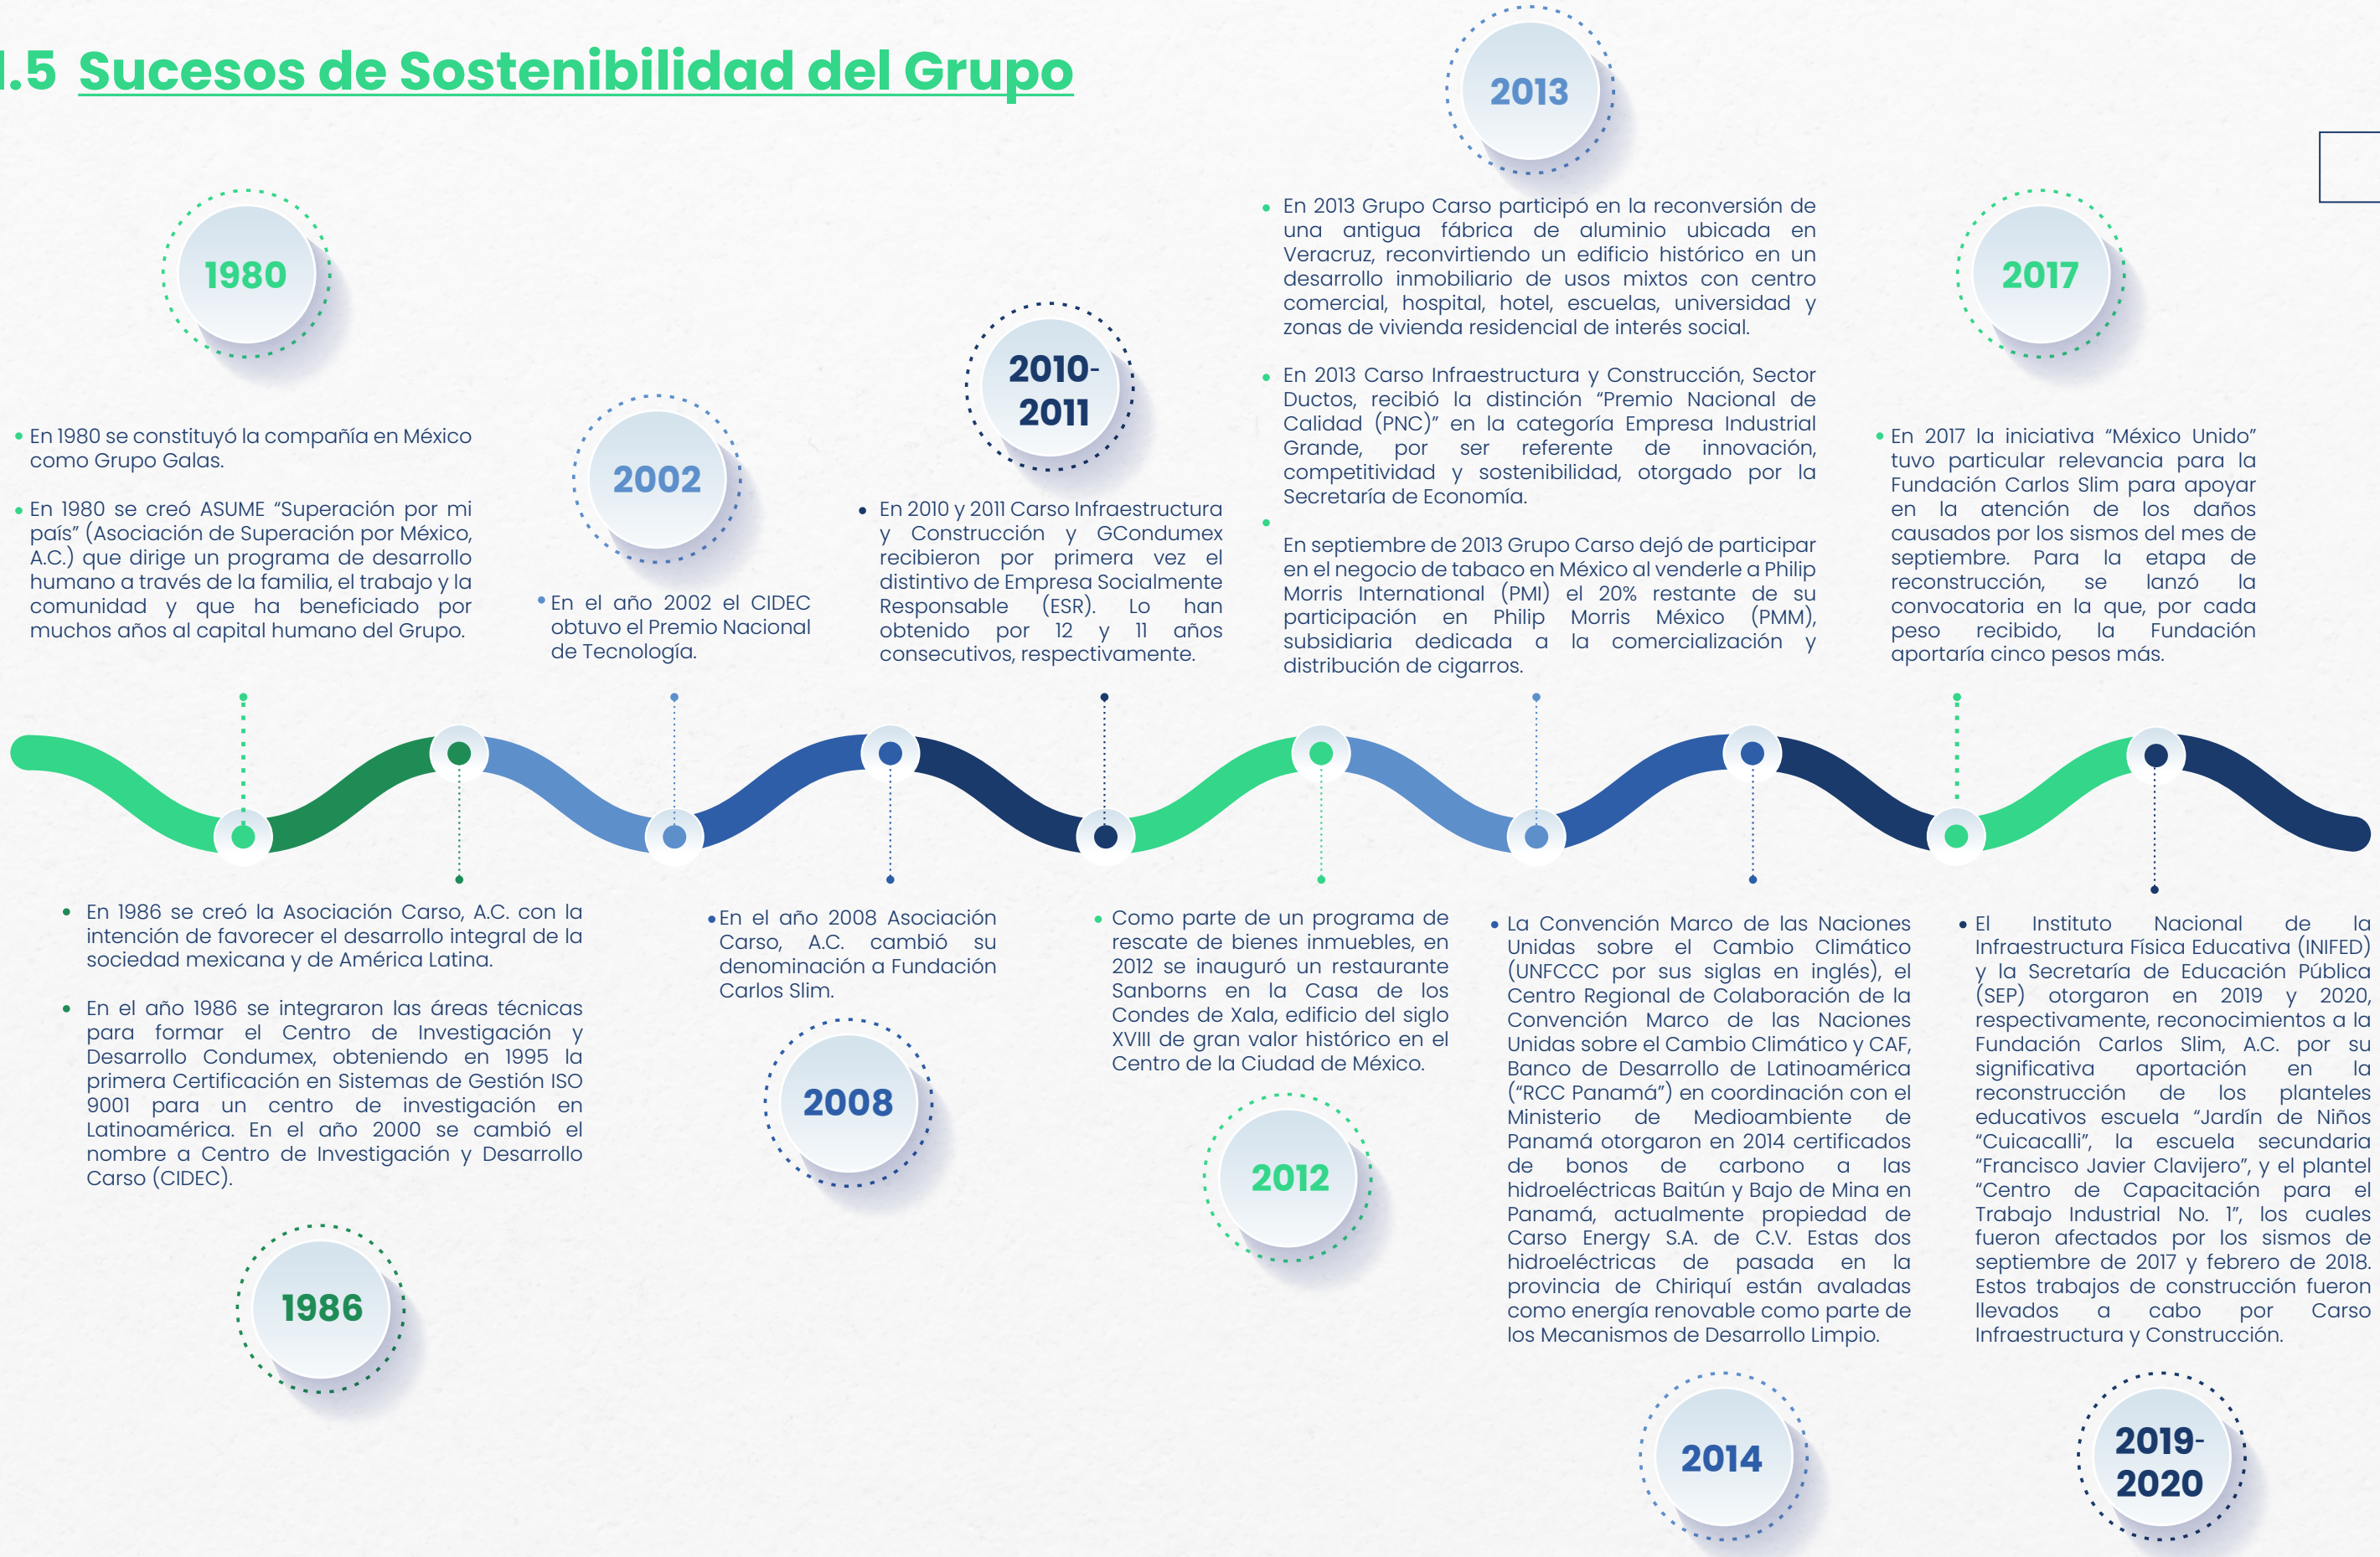 1.5 Sucesos de Sostenibilidad del Grupo
1980
En 1980 se constituyó la compañía en México
como Grupo Galas.
En 1980 se creó ASUME “Superación por mi
país” (Asociación de Superación por México,
A.C.) que dirige un programa de desarrollo
humano a través de la familia, el trabajo y la
comunidad y que ha beneficiado por
muchos años al capital humano del Grupo.
En 1986 se creó la Asociación Carso, A.C. con la
intención de favorecer el desarrollo integral de la
sociedad mexicana y de América Latina.
En el año 1986 se integraron las áreas técnicas
para formar el Centro de Investigación y
Desarrollo Condumex, obteniendo en 1995 la
primera Certificación en Sistemas de Gestión ISO
9001 para un centro de investigación en
Latinoamérica. En el año 2000 se cambió el
nombre a Centro de Investigación y Desarrollo
Carso (CIDEC).
1986
2002
En el año 2002 el CIDEC
obtuvo el Premio Nacional
de Tecnología.
En el año 2008 Asociación
Carso, A.C. cambió su
denominación a Fundación
Carlos Slim.
2008
2010-
2011
En 2010 y 2011 Carso Infraestructura
y Construcción y GCondumex
recibieron por primera vez el
distintivo de Empresa Socialmente
Responsable (ESR). Lo han
obtenido por 12 y 11 años
consecutivos, respectivamente.
Como parte de un programa de
rescate de bienes inmuebles, en
2012 se inauguró un restaurante
Sanborns en la Casa de los
Condes de Xala, edificio del siglo
XVIII de gran valor histórico en el
Centro de la Ciudad de México.
2012
2013
En 2013 Grupo Carso participó en la reconversión de
una antigua fábrica de aluminio ubicada en
Veracruz, reconvirtiendo un edificio histórico en un
desarrollo inmobiliario de usos mixtos con centro
comercial, hospital, hotel, escuelas, universidad y
zonas de vivienda residencial de interés social.
En 2013 Carso Infraestructura y Construcción, Sector
Ductos, recibió la distinción “Premio Nacional de
Calidad (PNC)” en la categoría Empresa Industrial
Grande, por ser referente de innovación,
competitividad y sostenibilidad, otorgado por la
Secretaría de Economía.
En septiembre de 2013 Grupo Carso dejó de participar
en el negocio de tabaco en México al venderle a Philip
Morris International (PMI) el 20% restante de su
participación en Philip Morris México (PMM),
subsidiaria dedicada a la comercialización y
distribución de cigarros.
La Convención Marco de las Naciones
Unidas sobre el Cambio Climático
(UNFCCC por sus siglas en inglés), el
Centro Regional de Colaboración de la
Convención Marco de las Naciones
Unidas sobre el Cambio Climático y CAF,
Banco de Desarrollo de Latinoamérica
(“RCC Panamá”) en coordinación con el
Ministerio de Medioambiente de
Panamá otorgaron en 2014 certificados
de bonos de carbono a las
hidroeléctricas Baitún y Bajo de Mina en
Panamá, actualmente propiedad de
Carso Energy S.A. de C.V. Estas dos
hidroeléctricas de pasada en la
provincia de Chiriquí están avaladas
como energía renovable como parte de
los Mecanismos de Desarrollo Limpio.
2014
2017
En 2017 la iniciativa “México Unido”
tuvo particular relevancia para la
Fundación Carlos Slim para apoyar
en la atención de los daños
causados por los sismos del mes de
septiembre. Para la etapa de
reconstrucción, se lanzó la
convocatoria en la que, por cada
peso recibido, la Fundación
aportaría cinco pesos más.
El Instituto Nacional de la
Infraestructura Física Educativa (INIFED)
y la Secretaría de Educación Pública
(SEP) otorgaron en 2019 y 2020,
respectivamente, reconocimientos a la
Fundación Carlos Slim, A.C. por su
significativa aportación en la
reconstrucción de los planteles
educativos escuela “Jardín de Niños
“Cuicacalli”, la escuela secundaria
“Francisco Javier Clavijero”, y el plantel
“Centro de Capacitación para el
Trabajo Industrial No. 1”, los cuales
fueron afectados por los sismos de
septiembre de 2017 y febrero de 2018.
Estos trabajos de construcción fueron
llevados a cabo por Carso
Infraestructura y Construcción.
2019-
2020